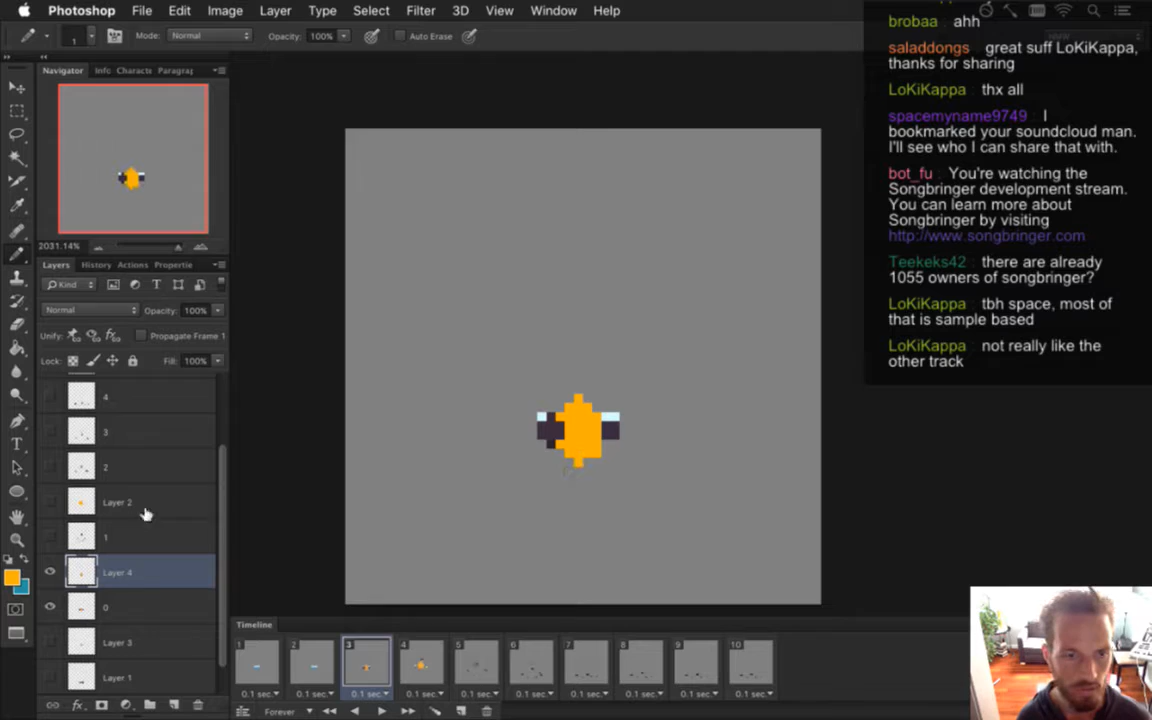 Photoshop File Edit Image Layer Type Select Filter 3D View Window Help
1 Mode: Normal Opacity: 100% Auto Erase
Navigator Info Characte Paragraj
2031.14%
Layers History Actions Propertie
Kind
Normal Opacity: 100%
Unify: Propagate Frame 1
Lock: Fill: 100%
4
3
2
Layer 2
1
Layer 4
0
Layer 3
Layer 1
brobaa : ahh
saladdongs : great suff LoKiKappa,
thanks for sharing
LoKiKappa : thx all
spacemyname9749 : I
bookmarked your soundcloud man.
I'll see who I can share that with.
bot_fu : You're watching the
Songbringer development stream.
You can learn more about
Songbringer by visiting
http://www.songbringer.com
Teekeks42 : there are already
1055 owners of songbringer?
LoKiKappa : tbh space, most of
that is sample based
LoKiKappa : not really like the
other track
Timeline
1 2 3 4 5 6 7 8 9 10
0.1 sec. 0.1 sec. 0.1 sec. 0.1 sec. 0.1 sec. 0.1 sec. 0.1 sec. 0.1 sec. 0.1 sec. 0.1 sec.
Forever